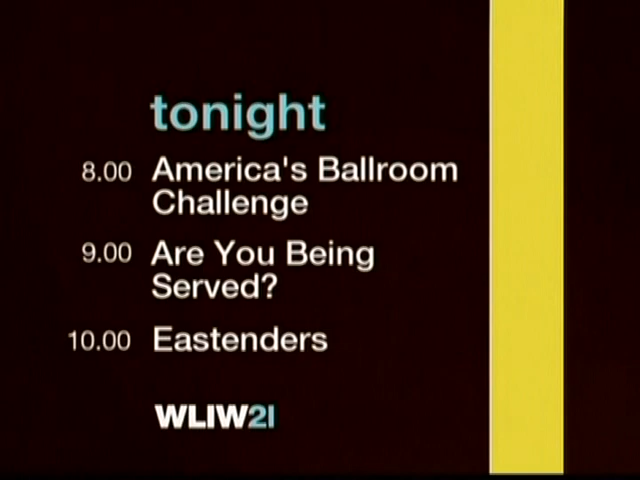 tonight
8.00 America's Ballroom
Challenge
9.00 Are You Being
Served?
10.00 Eastenders
WLIW21